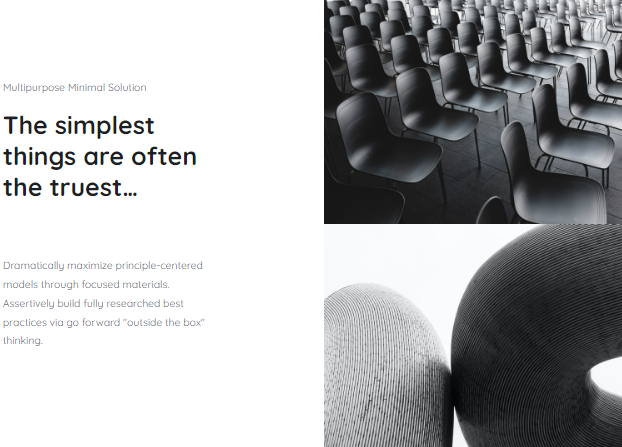 Multipurpose Minimal Solution
The simplest
things are often
the truest...
Dramatically maximize principle-centered
models through focused materials.
Assertively build fully researched best
practices via go forward "outside the box"
thinking.